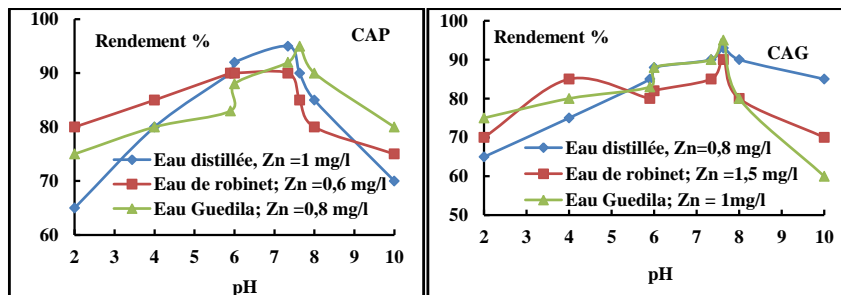 100
90
80
70
60
Rendement %
CAP
Eau distillée, Zn =1 mg/l
Eau de robinet; Zn =0,6 mg/l
Eau Guedila; Zn =0,8 mg/l
2 3 4 5 6 7 8 9 10
pH
100
90
80
70
60
50
Rendement %
CAG
Eau distillée, Zn=0,8 mg/l
Eau de robinet; Zn =1,5 mg/l
Eau Guedila; Zn = 1mg/l
2 3 4 5 6 7 8 9 10
pH